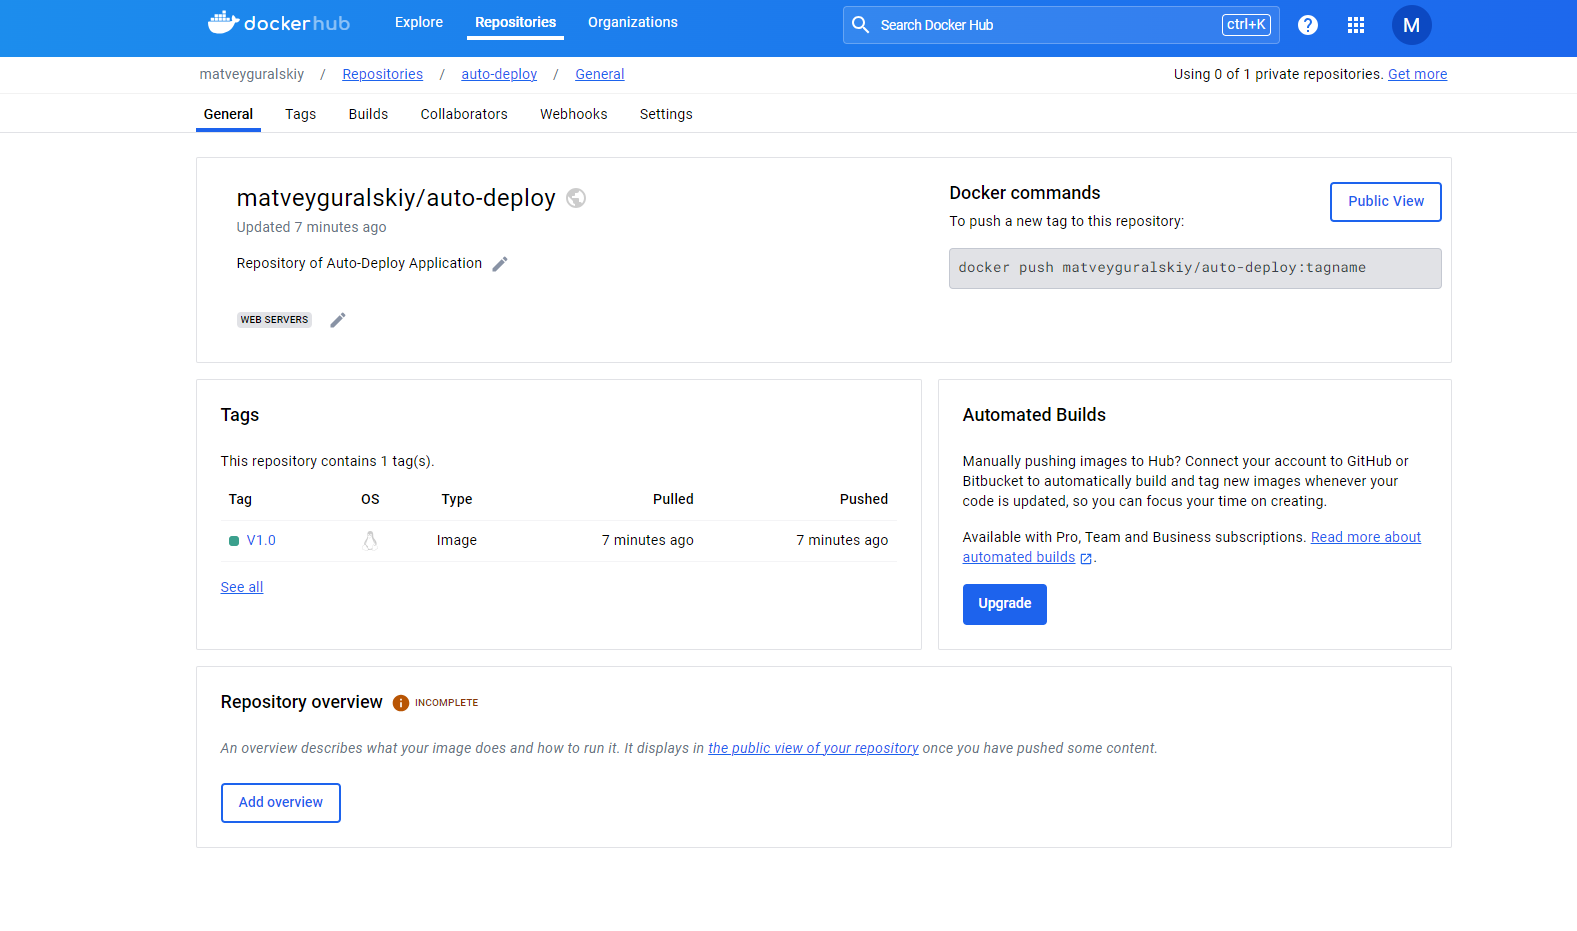 dockerhub Explore Repositories Organizations Search Docker Hub ctrl+K ? M
matveyguralskiy / Repositories / auto-deploy / General Using 0 of 1 private repositories. Get more
General Tags Builds Collaborators Webhooks Settings
matveyguralskiy/auto-deploy
Updated 7 minutes ago
Repository of Auto-Deploy Application
WEB SERVERS
Docker commands
Public View
To push a new tag to this repository:
docker push matveyguralskiy/auto-deploy:tagname
Tags
This repository contains 1 tag(s).
Tag OS Type Pulled Pushed
V1.0 Image 7 minutes ago 7 minutes ago
See all
Automated Builds
Manually pushing images to Hub? Connect your account to GitHub or
Bitbucket to automatically build and tag new images whenever your
code is updated, so you can focus your time on creating.
Available with Pro, Team and Business subscriptions. Read more about
automated builds .
Upgrade
Repository overview INCOMPLETE
An overview describes what your image does and how to run it. It displays in the public view of your repository once you have pushed some content.
Add overview